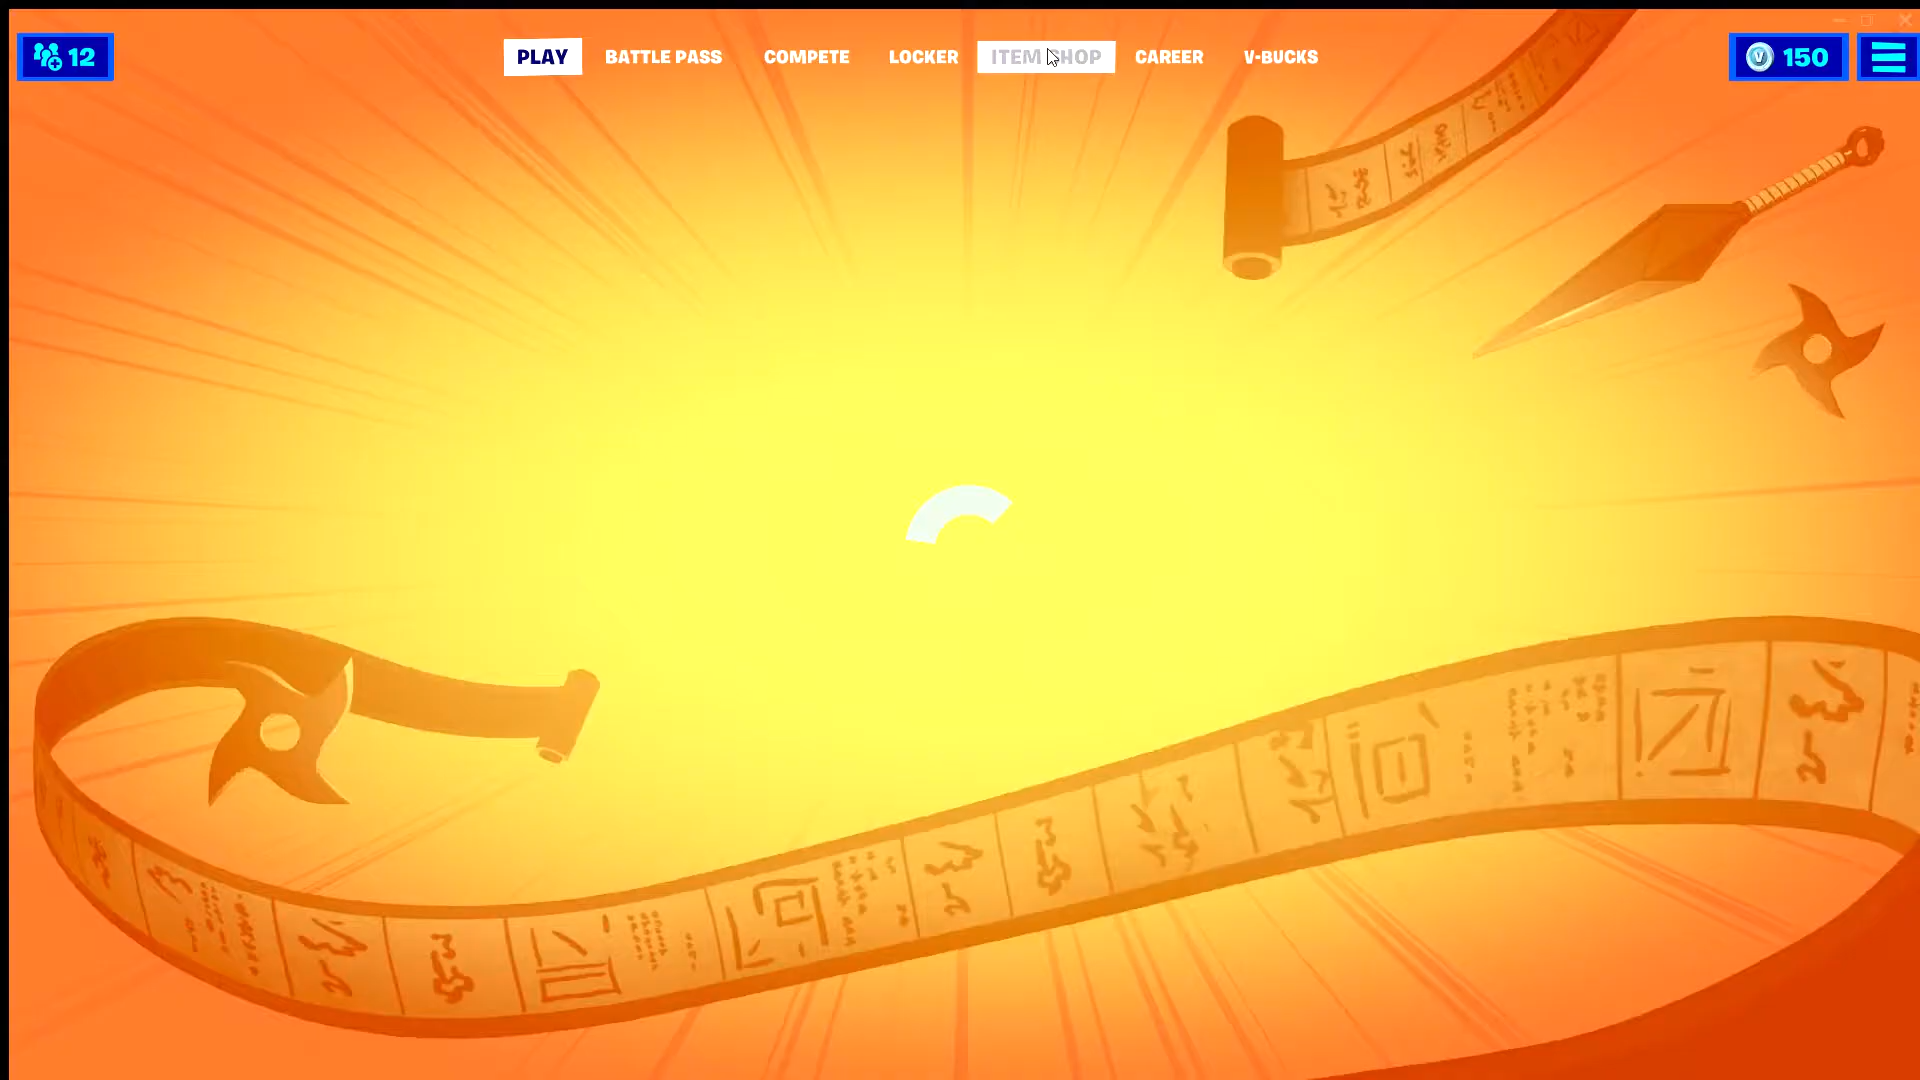 12
PLAY
BATTLE PASS
COMPETE
LOCKER
ITEM SHOP
CAREER
V-BUCKS
150